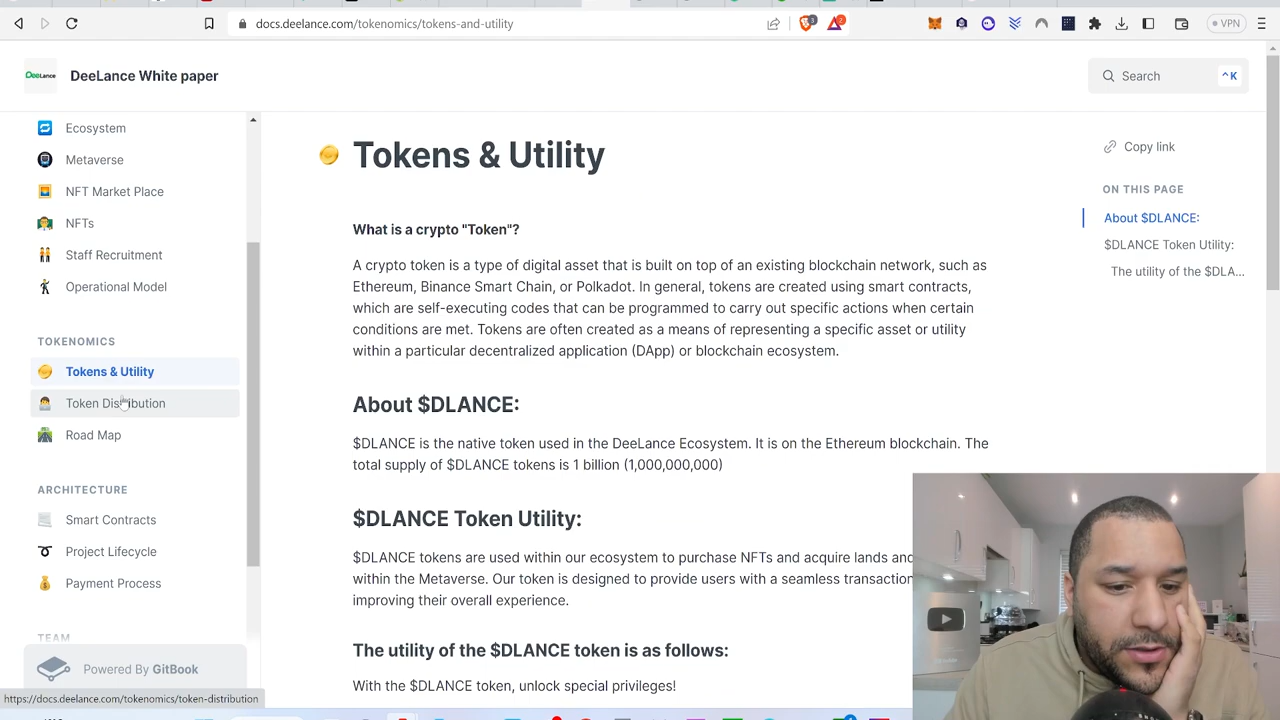 docs.deelance.com/tokenomics/tokens-and-utility
VPN
DeeLance
DeeLance White paper
Search
^K
Ecosystem
Metaverse
NFT Market Place
NFTs
Staff Recruitment
Operational Model
TOKENOMICS
Tokens & Utility
Token Distribution
Road Map
ARCHITECTURE
Smart Contracts
Project Lifecycle
Payment Process
TEAM
Powered By GitBook
https://docs.deelance.com/tokenomics/token-distribution
Tokens & Utility
What is a crypto "Token"?
A crypto token is a type of digital asset that is built on top of an existing blockchain network, such as
Ethereum, Binance Smart Chain, or Polkadot. In general, tokens are created using smart contracts,
which are self-executing codes that can be programmed to carry out specific actions when certain
conditions are met. Tokens are often created as a means of representing a specific asset or utility
within a particular decentralized application (DApp) or blockchain ecosystem.
About $DLANCE:
$DLANCE is the native token used in the DeeLance Ecosystem. It is on the Ethereum blockchain. The
total supply of $DLANCE tokens is 1 billion (1,000,000,000)
$DLANCE Token Utility:
$DLANCE tokens are used within our ecosystem to purchase NFTs and acquire lands and
within the Metaverse. Our token is designed to provide users with a seamless transaction
improving their overall experience.
The utility of the $DLANCE token is as follows:
With the $DLANCE token, unlock special privileges!
Copy link
ON THIS PAGE
About $DLANCE:
$DLANCE Token Utility:
The utility of the $DLA...